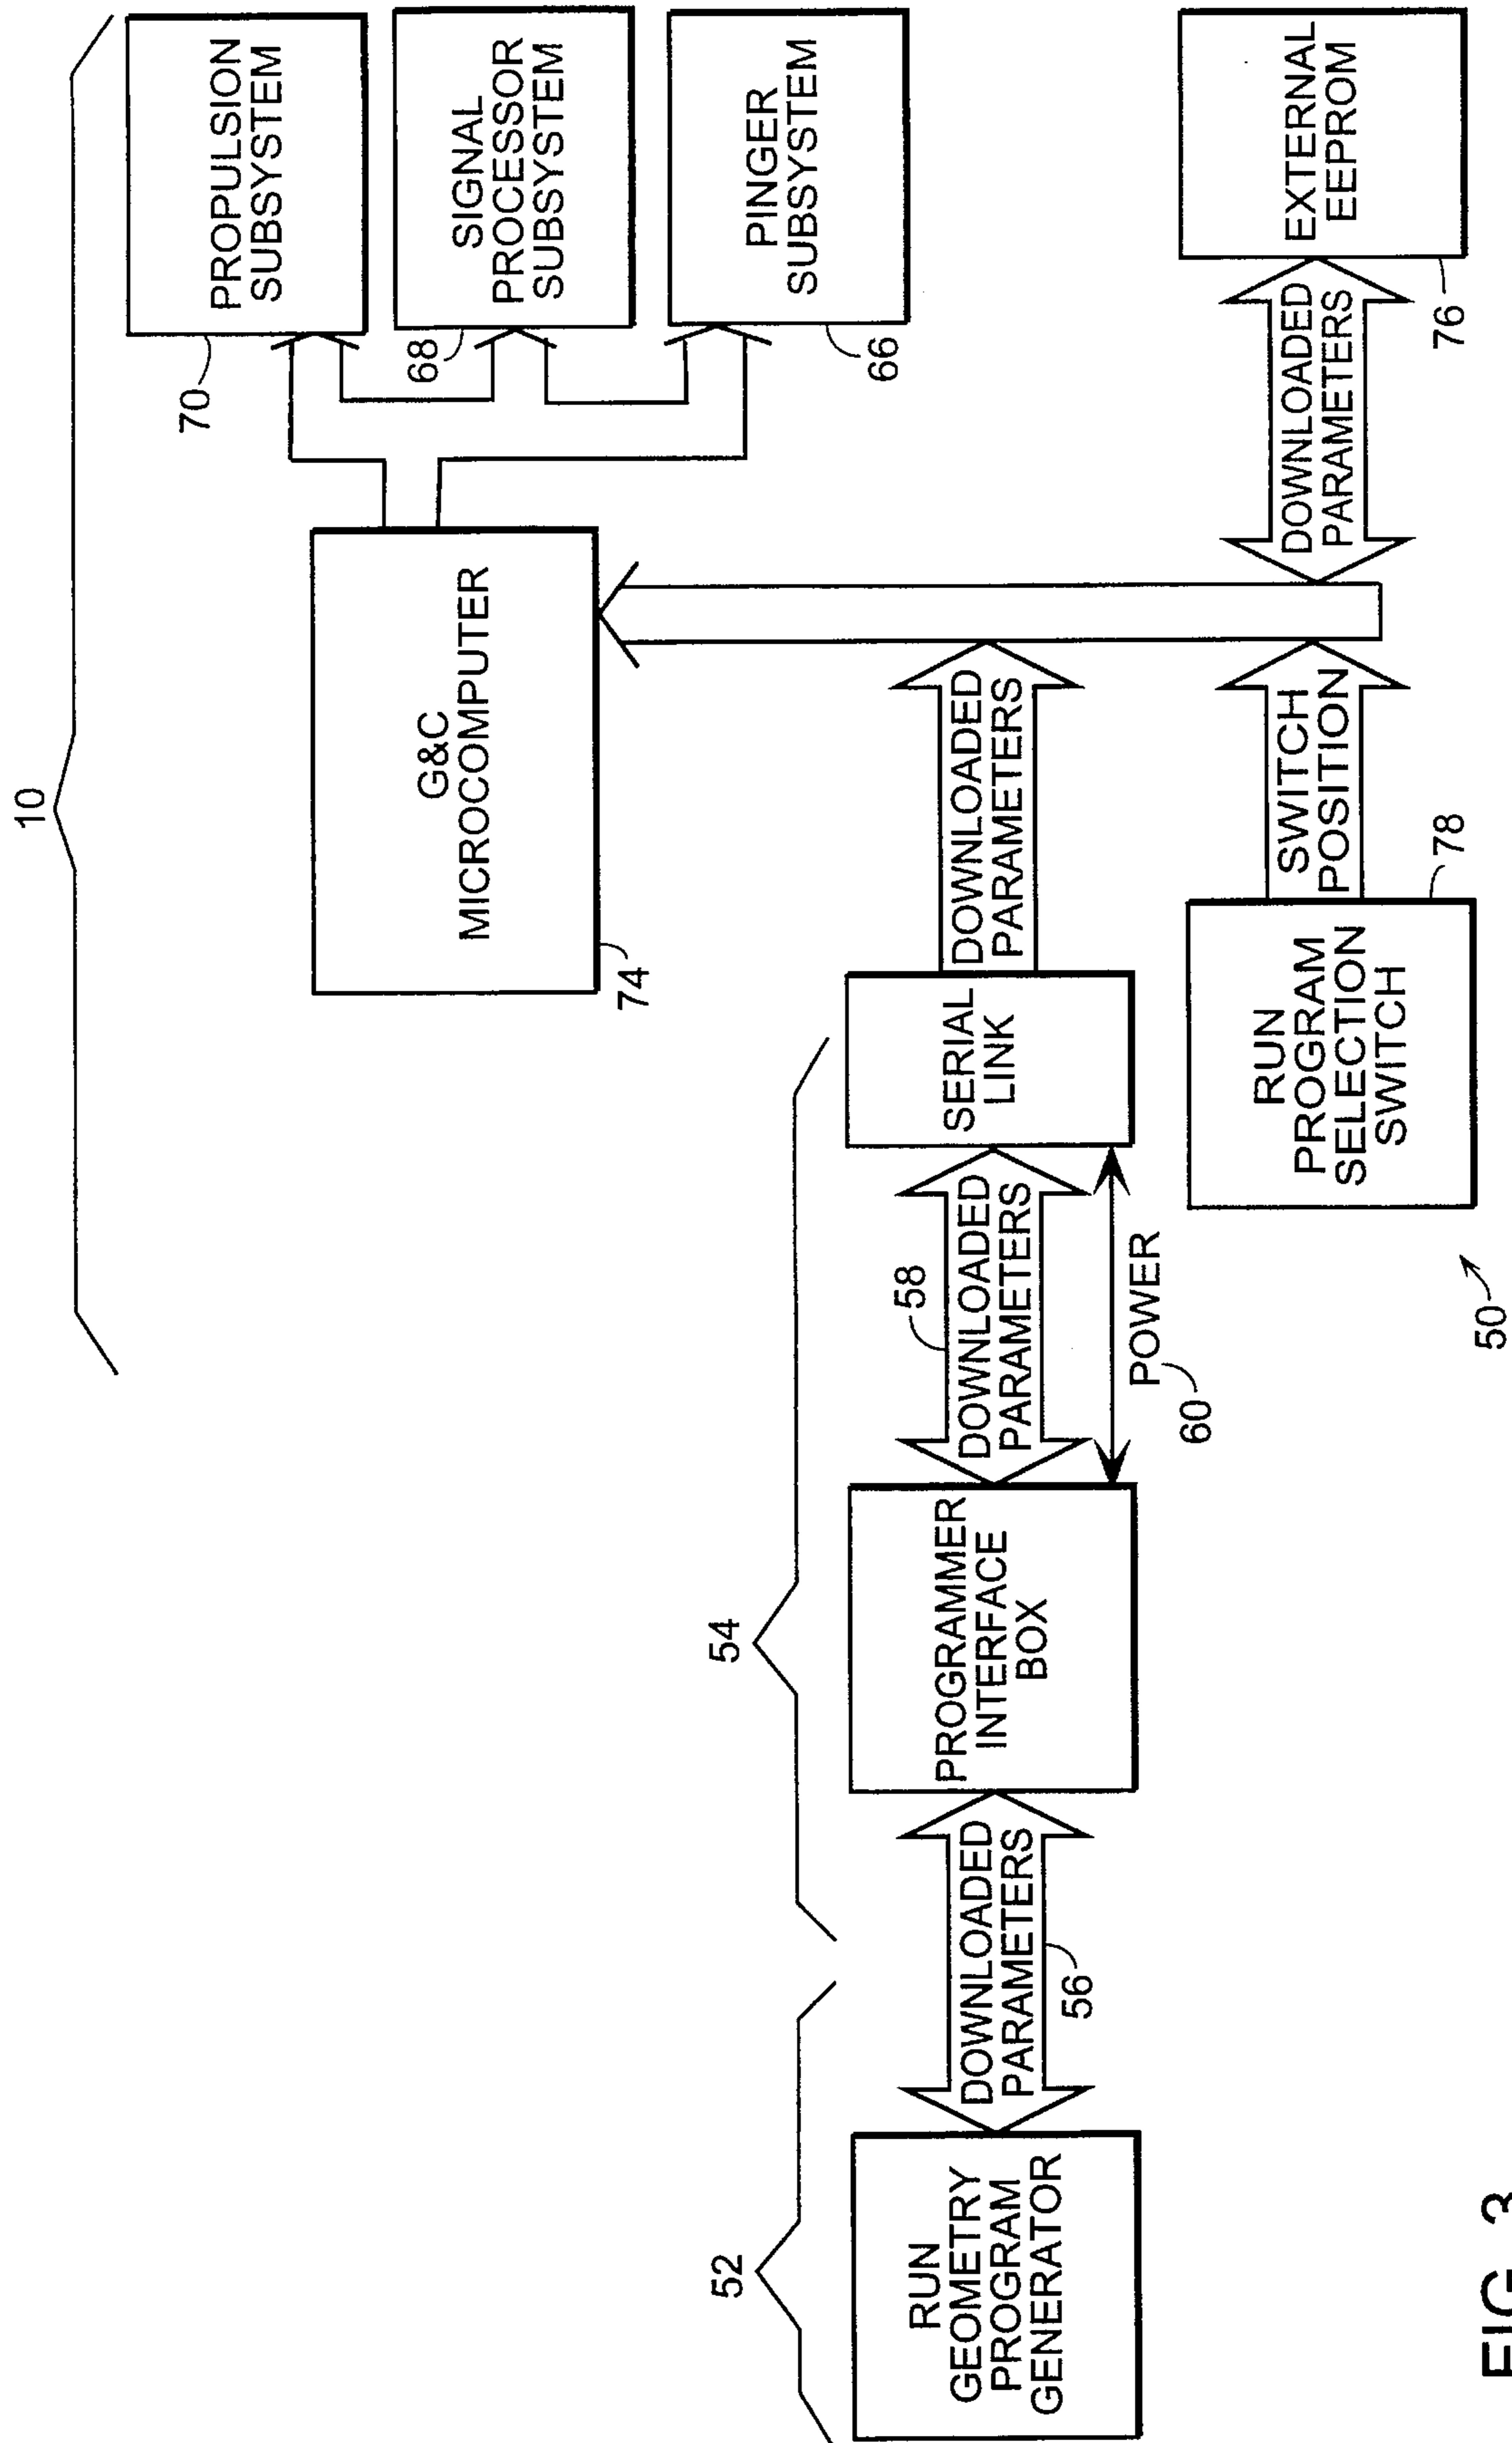 10
PROPULSION
SUBSYSTEM
70
SIGNAL
PROCESSOR
SUBSYSTEM
68
PINGER
SUBSYSTEM
66
G&C
MICROCOMPUTER
74
EXTERNAL
EEPROM
76
DOWNLOADED
PARAMETERS
52
RUN
GEOMETRY
PROGRAM
GENERATOR
DOWNLOADED
PARAMETERS
56
54
PROGRAMMER
INTERFACE
BOX
58
DOWNLOADED
PARAMETERS
POWER
60
SERIAL
LINK
DOWNLOADED
PARAMETERS
RUN
PROGRAM
SELECTION
SWITCH
78
SWITCH
POSITION
50
FIG. 3